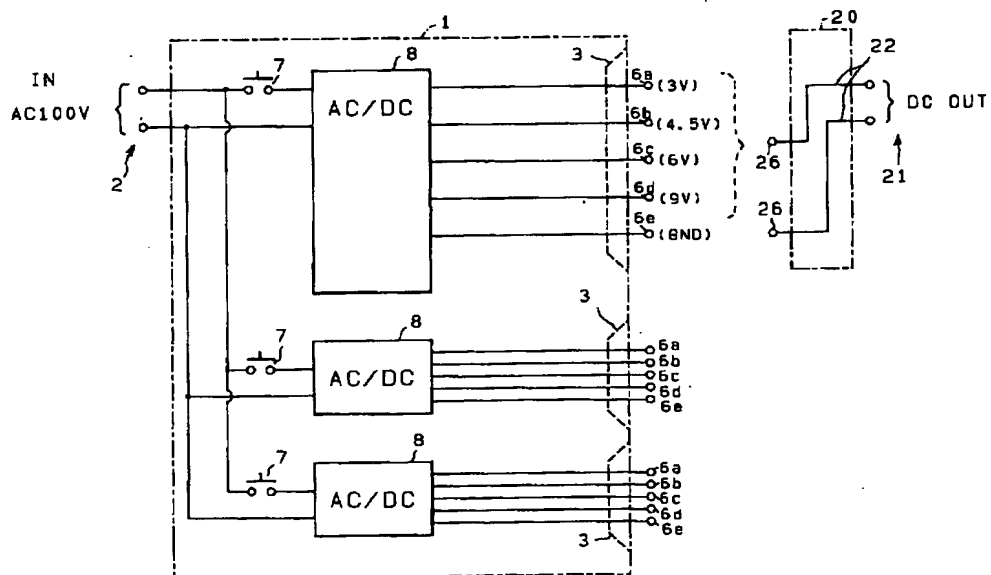 1
20
IN
AC100V
2
7
8
AC/DC
3
6a (3V)
6b (4.5V)
6c (6V)
6d (9V)
6e (GND)
22
DC OUT
21
26
26
7
8
AC/DC
3
6a
6b
6c
6d
6e
7
8
AC/DC
3
6a
6b
6c
6d
6e